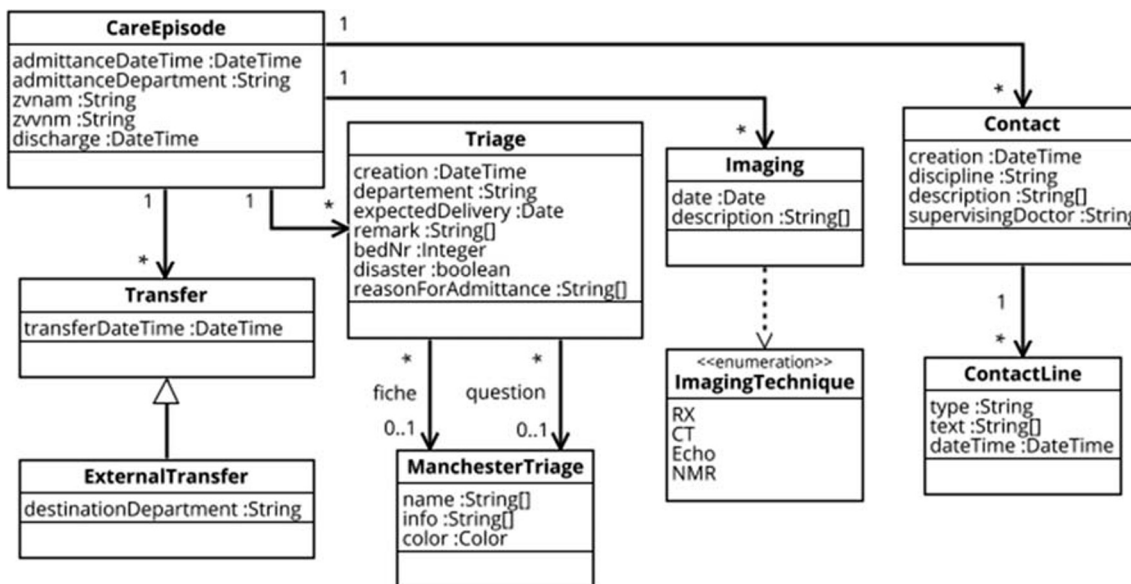 CareEpisode
admittanceDateTime :DateTime
admittanceDepartment :String
zvnam :String
zvvnm :String
discharge :DateTime
1
1
*
*
1
1
*
*
Triage
creation :DateTime
departement :String
expectedDelivery :Date
remark :String[]
bedNr :Integer
disaster :boolean
reasonForAdmittance :String[]
Imaging
date :Date
description :String[]
Contact
creation :DateTime
discipline :String
description :String[]
supervisingDoctor :String
Transfer
transferDateTime :DateTime
*
fiche
0..1
*
question
0..1
1
*
<<enumeration>>
ImagingTechnique
RX
CT
Echo
NMR
ContactLine
type :String
text :String[]
dateTime :DateTime
ExternalTransfer
destinationDepartment :String
ManchesterTriage
name :String[]
info :String[]
color :Color